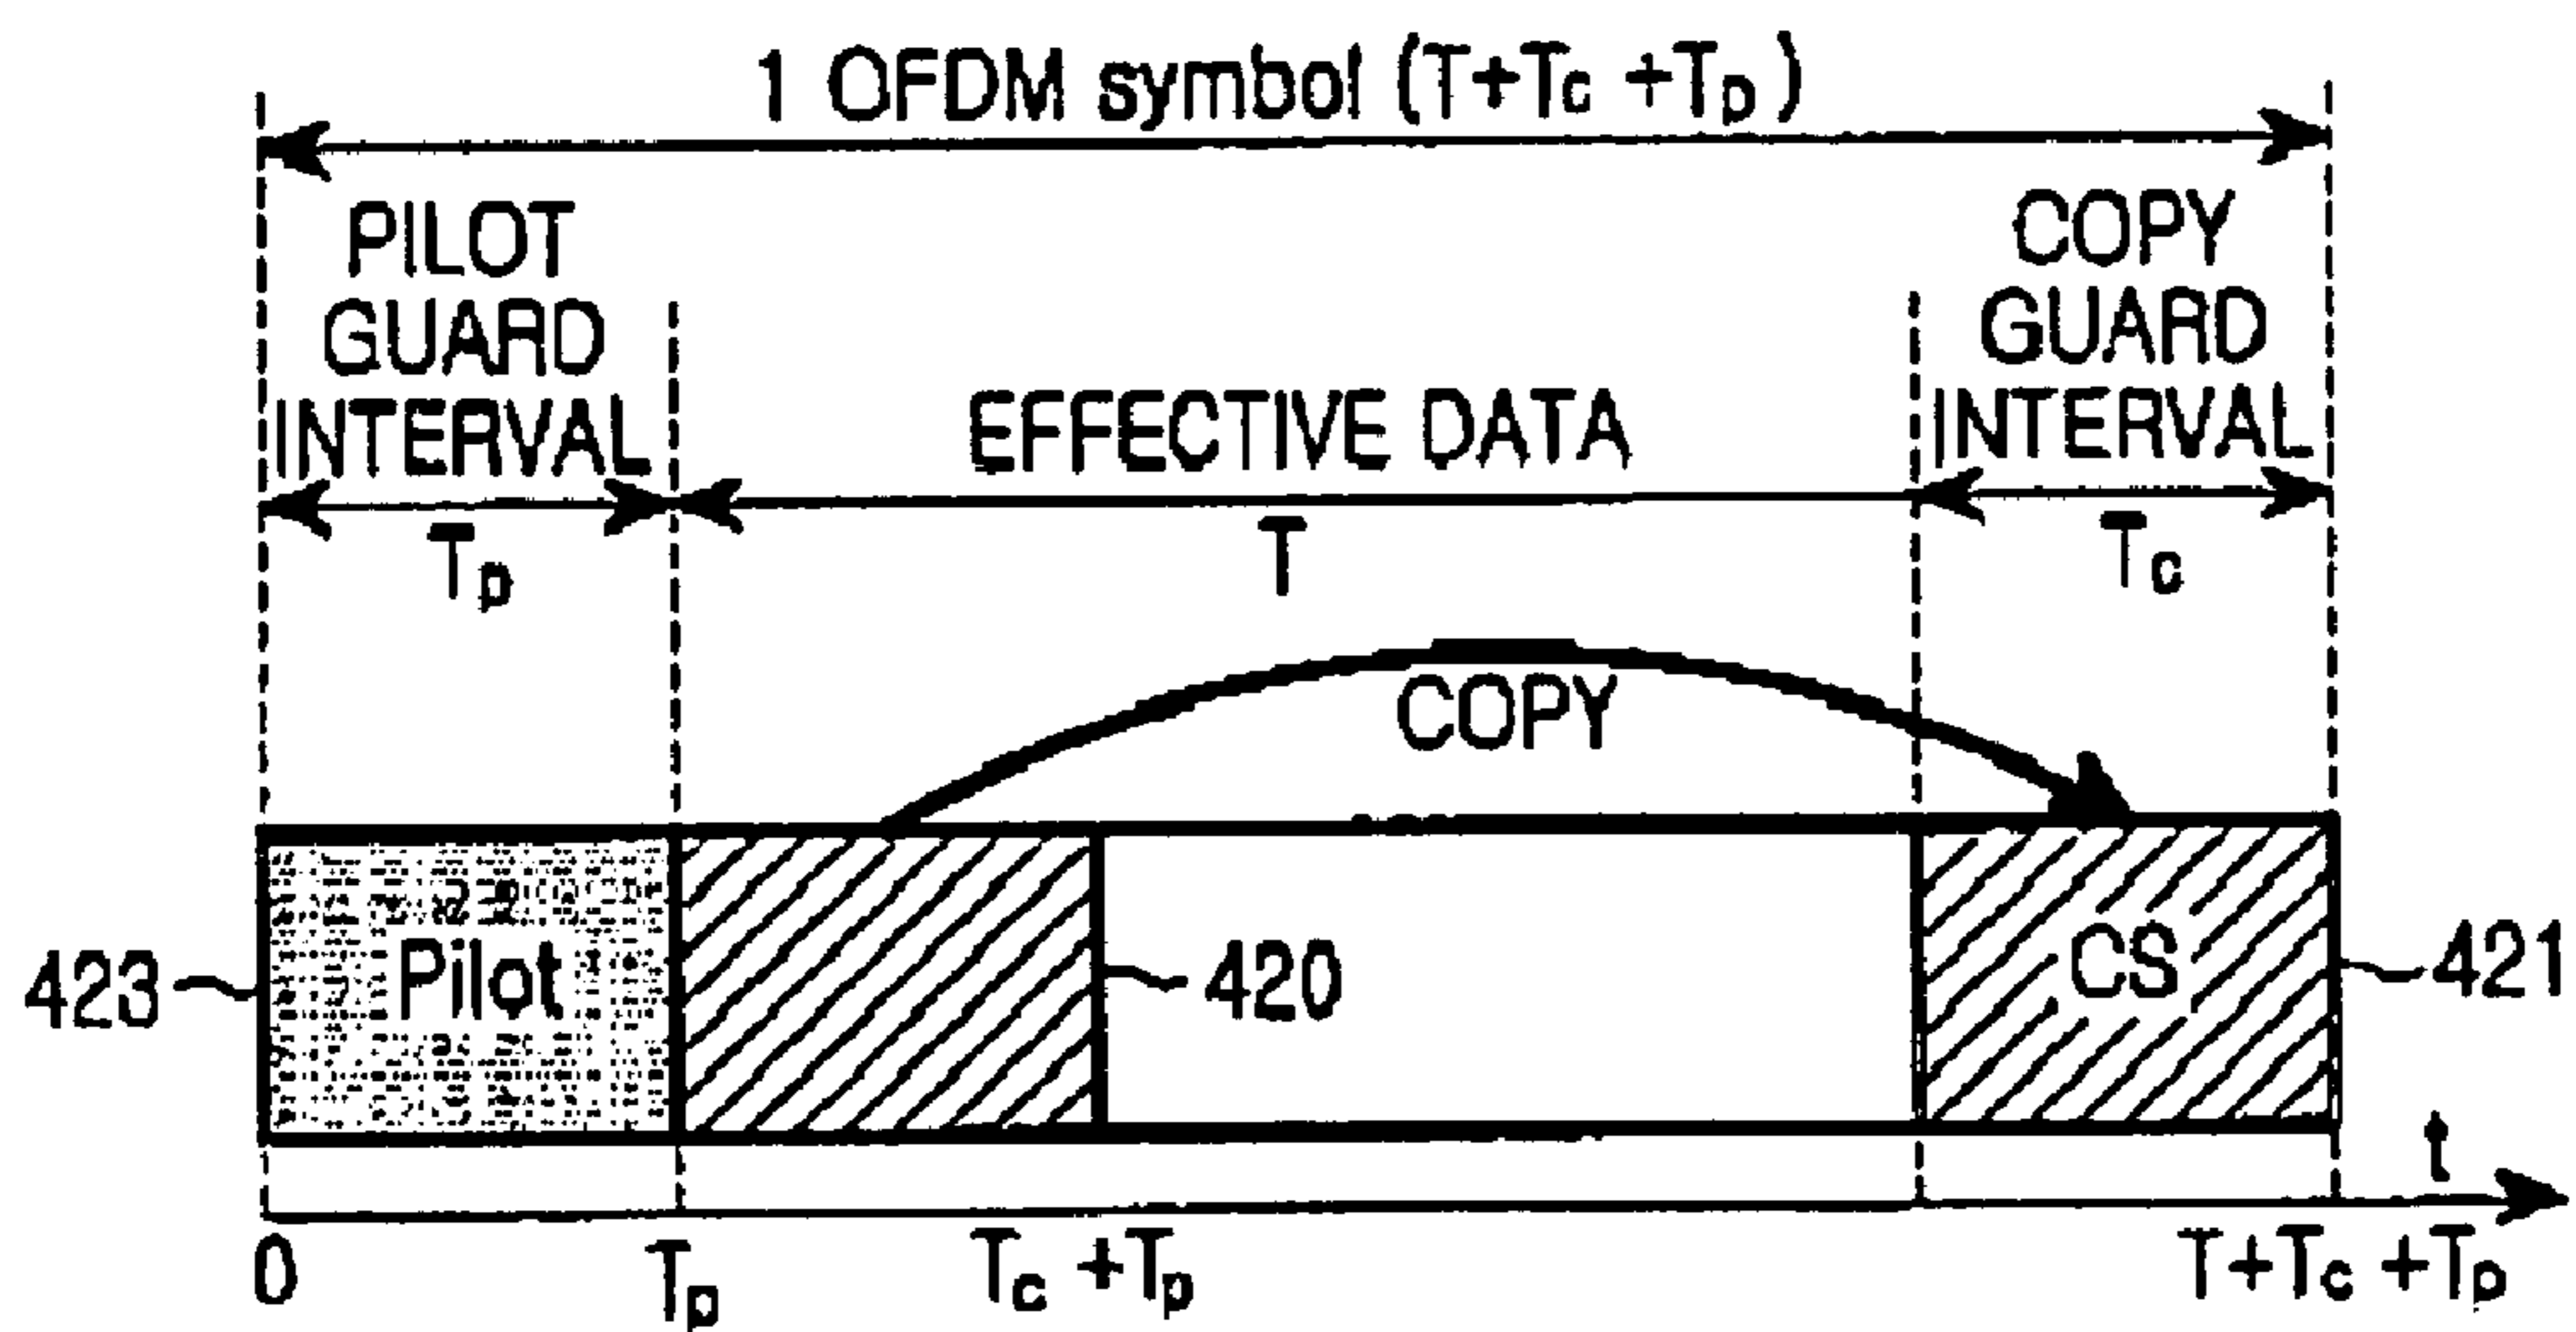 1 OFDM symbol (T+Tc +Tp)
PILOT
GUARD
INTERVAL
EFFECTIVE DATA
COPY
GUARD
INTERVAL
Tp
T
Tc
COPY
423
Pilot
420
CS
421
t
0
Tp
Tc +Tp
T+Tc +Tp